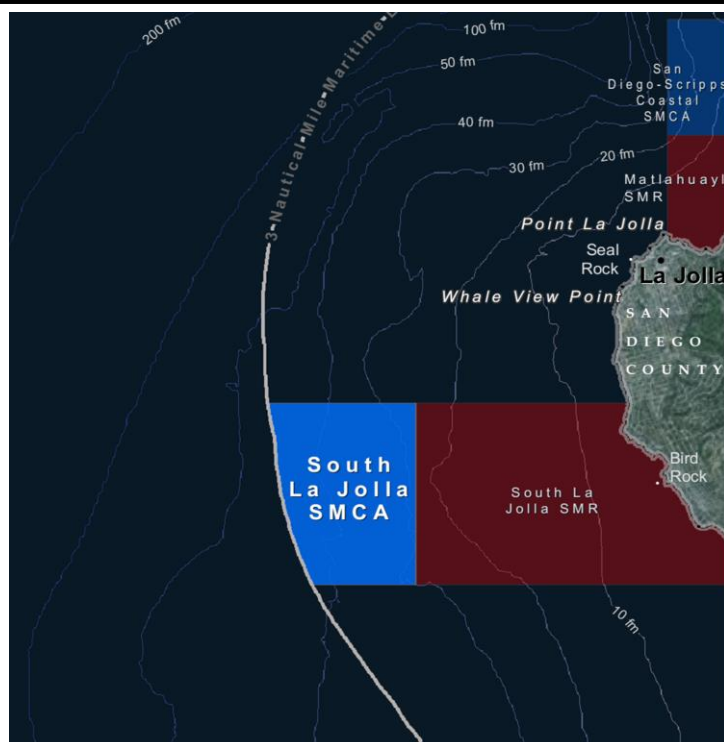 200 fm
3-Nautical-Mile-Maritime
100 fm
50 fm
San
Diego-Scripps
Coastal
SMCA
40 fm
20 fm
30 fm
SMR
Point La Jolla
Seal
Rock
La Jolla
Whale View Point
SAN
DIEGO
COUNTY
South
La Jolla
SMCA
Bird
Rock
South La
Jolla SMR
10 fm